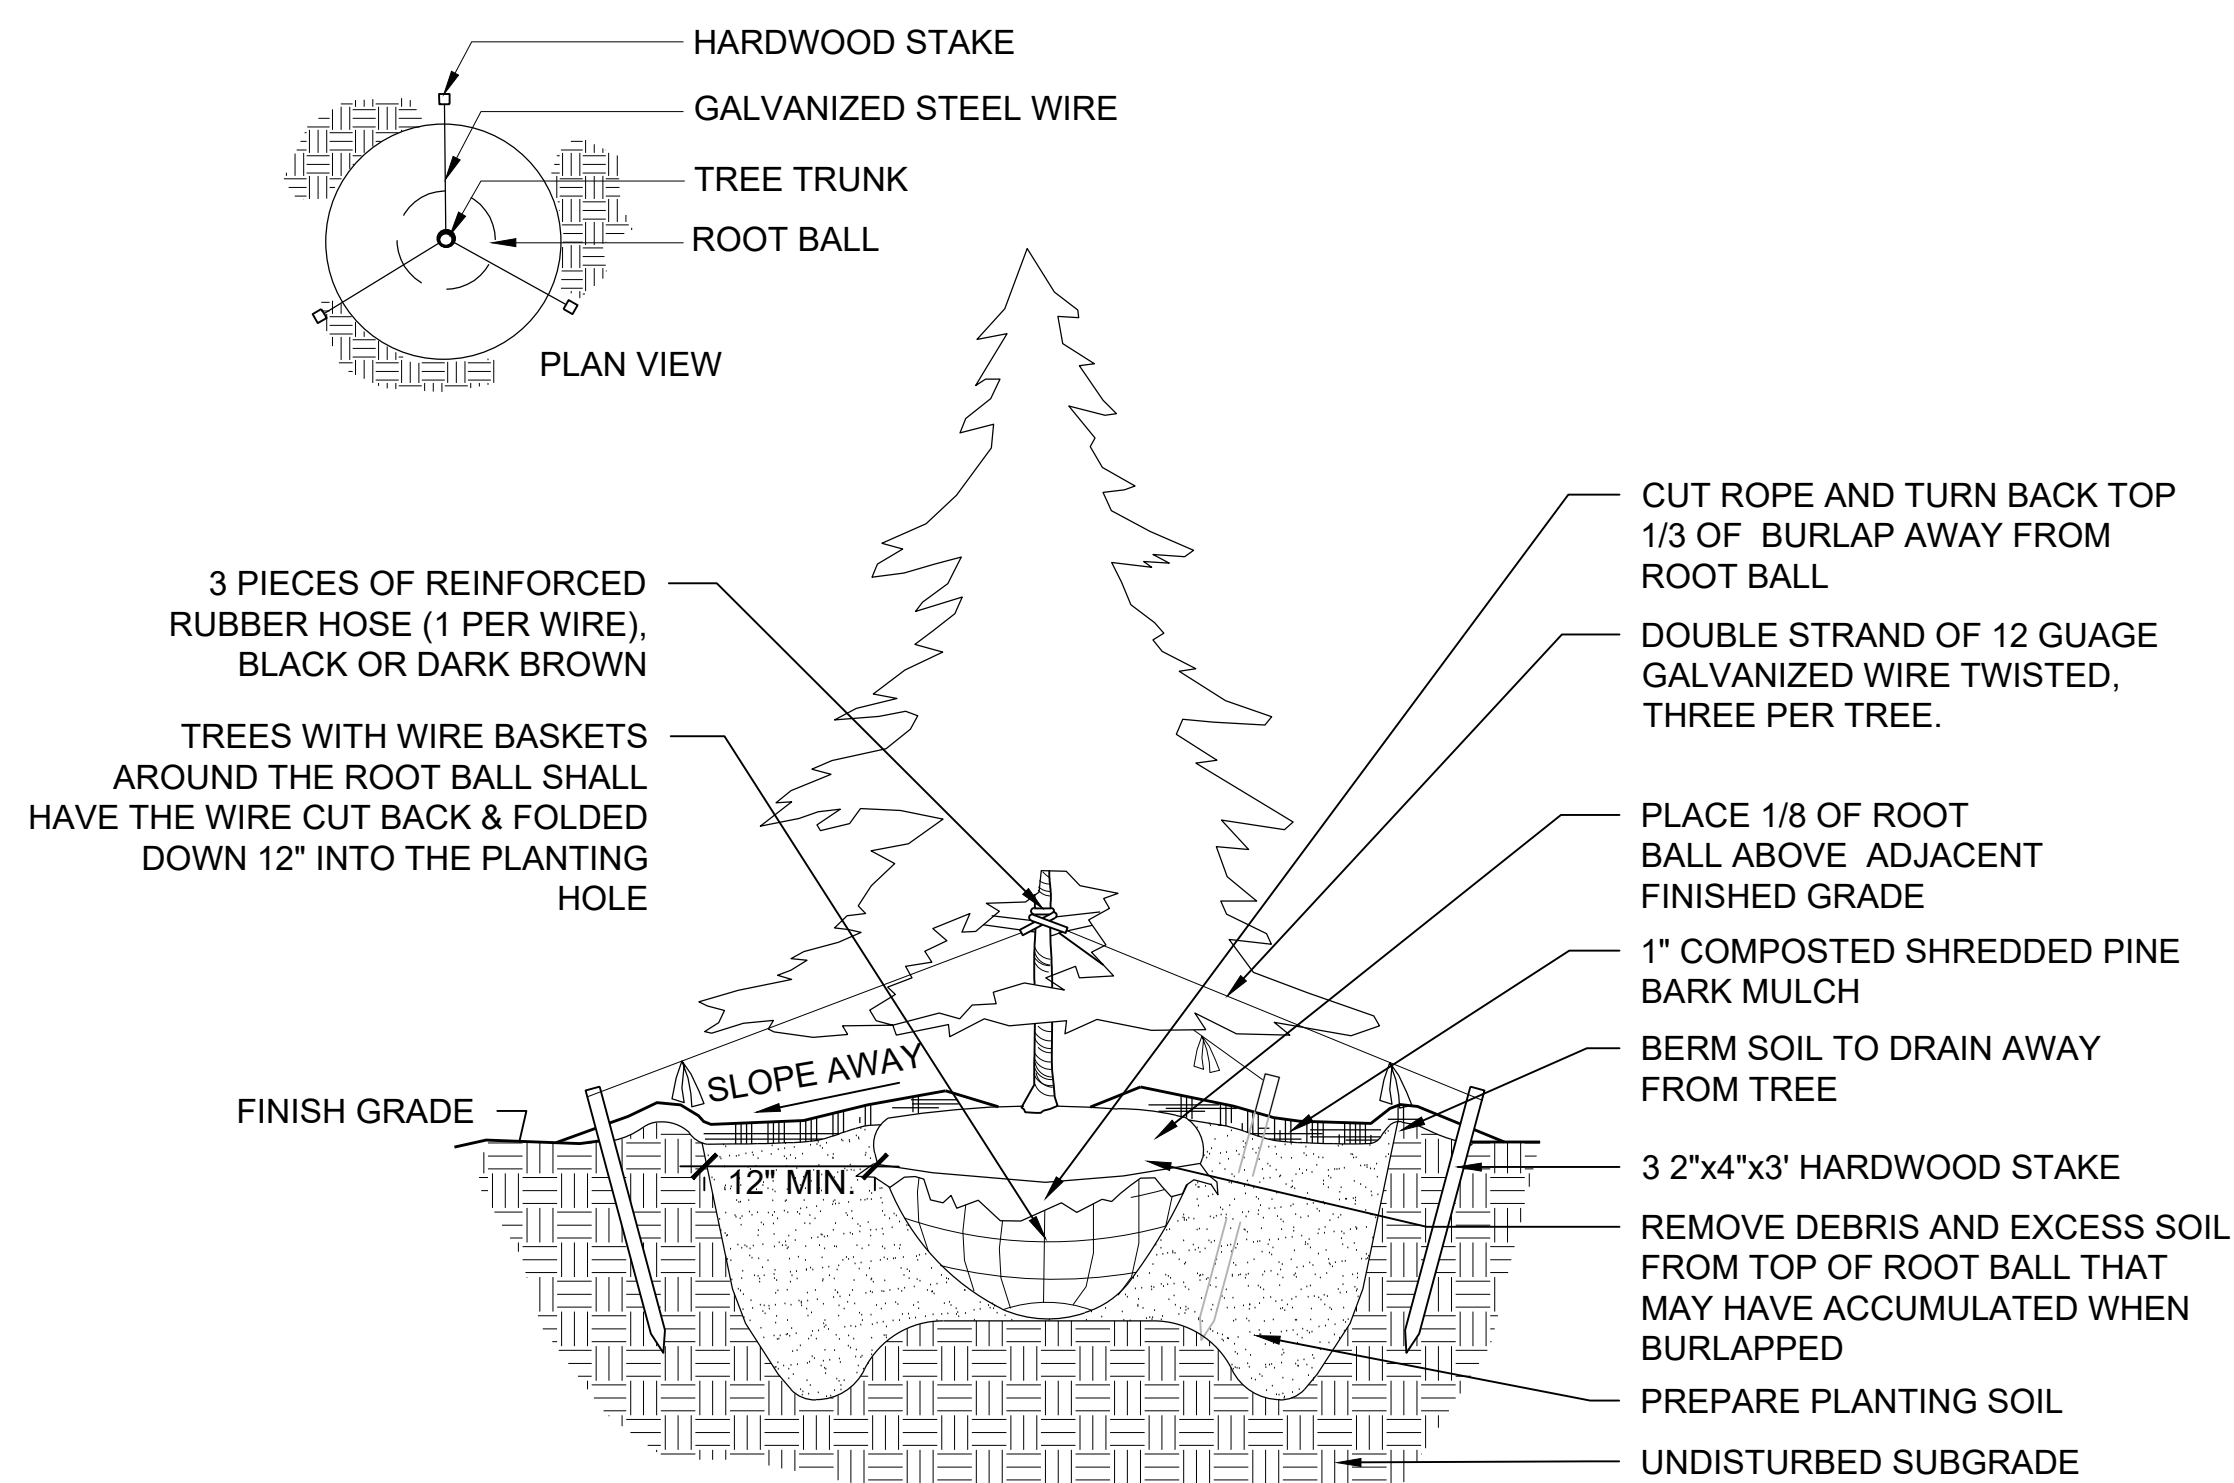 HARDWOOD STAKE
GALVANIZED STEEL WIRE
TREE TRUNK
ROOT BALL
PLAN VIEW
3 PIECES OF REINFORCED
RUBBER HOSE (1 PER WIRE),
BLACK OR DARK BROWN
TREES WITH WIRE BASKETS
AROUND THE ROOT BALL SHALL
HAVE THE WIRE CUT BACK & FOLDED
DOWN 12" INTO THE PLANTING
HOLE
SLOPE AWAY
FINISH GRADE
12" MIN.
CUT ROPE AND TURN BACK TOP
1/3 OF BURLAP AWAY FROM
ROOT BALL
DOUBLE STRAND OF 12 GUAGE
GALVANIZED WIRE TWISTED,
THREE PER TREE.
PLACE 1/8 OF ROOT
BALL ABOVE ADJACENT
FINISHED GRADE
1" COMPOSTED SHREDDED PINE
BARK MULCH
BERM SOIL TO DRAIN AWAY
FROM TREE
3 2"x4"x3' HARDWOOD STAKE
REMOVE DEBRIS AND EXCESS SOIL
FROM TOP OF ROOT BALL THAT
MAY HAVE ACCUMULATED WHEN
BURLAPPED
PREPARE PLANTING SOIL
UNDISTURBED SUBGRADE